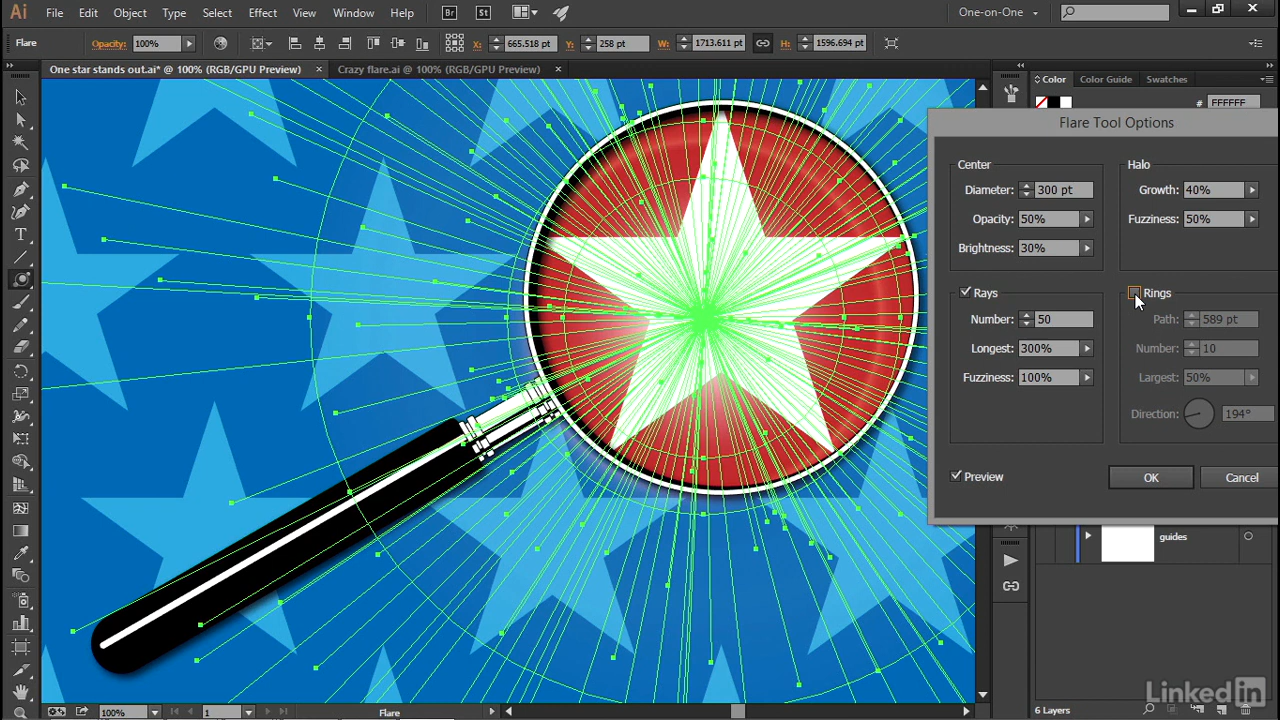 Ai File Edit Object Type Select Effect View Window Help Br St One-on-One
Flare Opacity: 100% X: 665.518 pt Y: 258 pt W: 1713.611 pt H: 1596.694 pt
One star stands out.ai* @ 100% (RGB/GPU Preview) × Crazy flare.ai @ 100% (RGB/GPU Preview) × Color Color Guide Swatches
# FFFFFF
Flare Tool Options
Center Halo
Diameter: 300 pt Growth: 40%
Opacity: 50% Fuzziness: 50%
Brightness: 30%
Rays Rings
Number: 50 Path: 589 pt
Longest: 300% Number: 10
Fuzziness: 100% Largest: 50%
Direction: 194°
Preview OK Cancel
guides
LinkedIn
100% 1 Flare 6 Layers